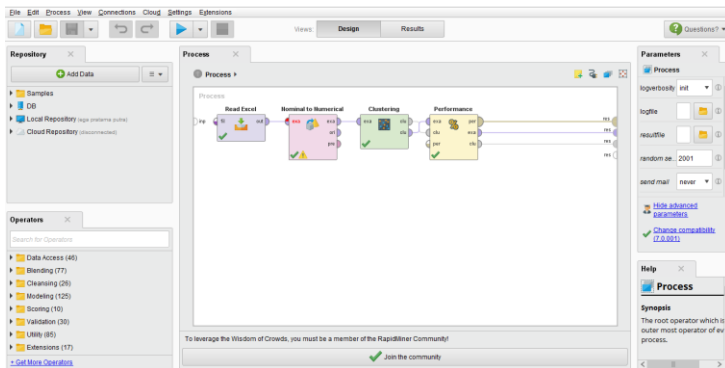 File Edit Process View Connections Cloud Settings Extensions
Views: Design Results
Questions?
Repository
Add Data
Samples
DB
Local Repository
Cloud Repository (disconnected)
Operators
Search for Operators
Data Access (46)
Blending (77)
Cleansing (26)
Modeling (125)
Scoring (10)
Validation (30)
Utility (85)
Extensions (17)
+ Get More Operators
Process
Process
Process
Read Excel
Nominal to Numerical
Clustering
Performance
inp
fil
out
exa
exa
ori
pre
exa
clu
clu
exa
clu
per
per
exa
clu
res
res
res
res
To leverage the Wisdom of Crowds, you must be a member of the RapidMiner Community!
Join the community
Parameters
Process
logverbosity init
logfile
resultfile
random se... 2001
send mail never
Hide advanced
parameters
Change compatibility
(7.0.001)
Help
Process
Synopsis
The root operator which is
outer most operator of ev
process.